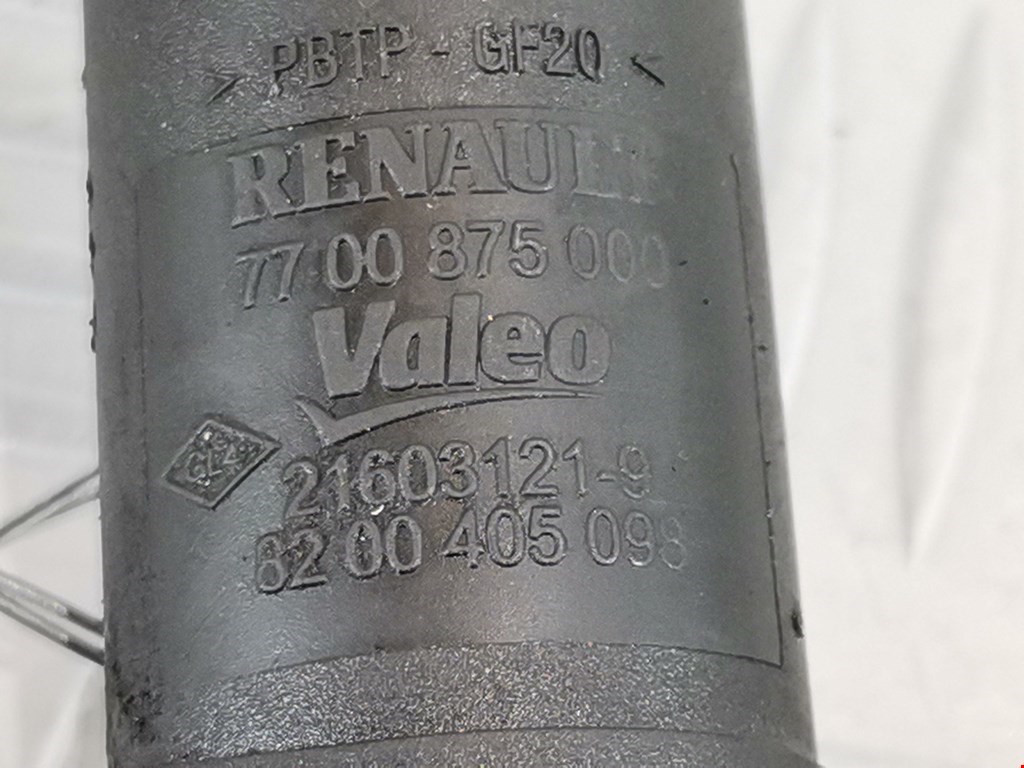 > PBTP - GF20 <
RENAULT
77 00 875 000
Valeo
21603121-9
82 00 405 098